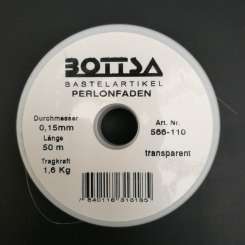 BOTTSA
BASTELARTIKEL
PERLONFADEN
Durchmesser
0,15mm
Länge
50 m
Tragkraft
1,6 Kg
Art. Nr.
566-110
transparent